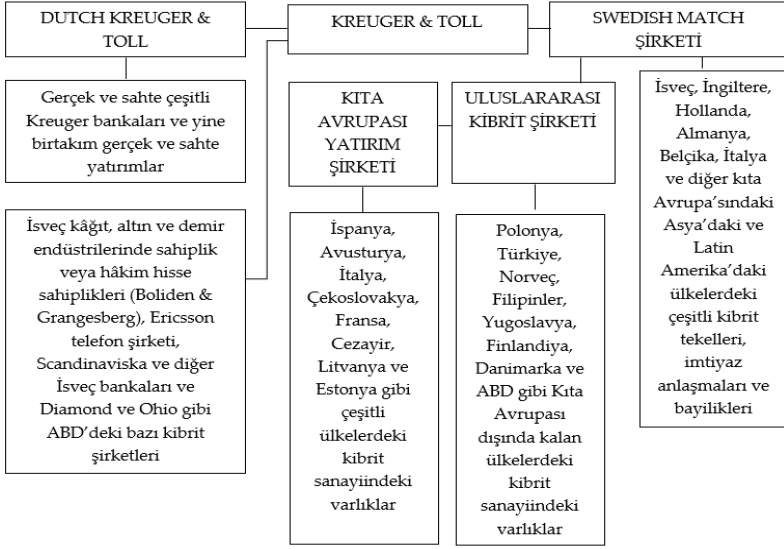 DUTCH KREUGER &
TOLL
KREUGER & TOLL
SWEDISH MATCH
ŞİRKETİ
Gerçek ve sahte çeşitli
Kreuger bankaları ve yine
birtakım gerçek ve sahte
yatırımlar
KITA
AVRUPASI
YATIRIM
ŞİRKETİ
ULUSLARARASI
KİBRİT ŞİRKETİ
İsveç, İngiltere,
Hollanda,
Almanya,
Belçika, İtalya
ve diğer kıta
Avrupa’sındaki
Asya’daki ve
Latin
Amerika’daki
ülkelerdeki
çeşitli kibrit
tekelleri,
imtiyaz
anlaşmaları ve
bayilikleri
İsveç kâğıt, altın ve demir
endüstrilerinde sahiplik
veya hâkim hisse
sahiplikleri (Boliden &
Grangesberg), Ericsson
telefon şirketi,
Scandinaviska ve diğer
İsveç bankaları ve
Diamond ve Ohio gibi
ABD’deki bazı kibrit
şirketleri
İspanya,
Avusturya,
İtalya,
Çekoslovakya,
Fransa,
Cezayir,
Litvanya ve
Estonya gibi
çeşitli
ülkelerdeki
kibrit
sanayiindeki
varlıklar
Polonya,
Türkiye,
Norveç,
Filipinler,
Yugoslavya,
Finlandiya,
Danimarka ve
ABD gibi Kıta
Avrupası
dışında kalan
ülkelerdeki
kibrit
sanayiindeki
varlıklar